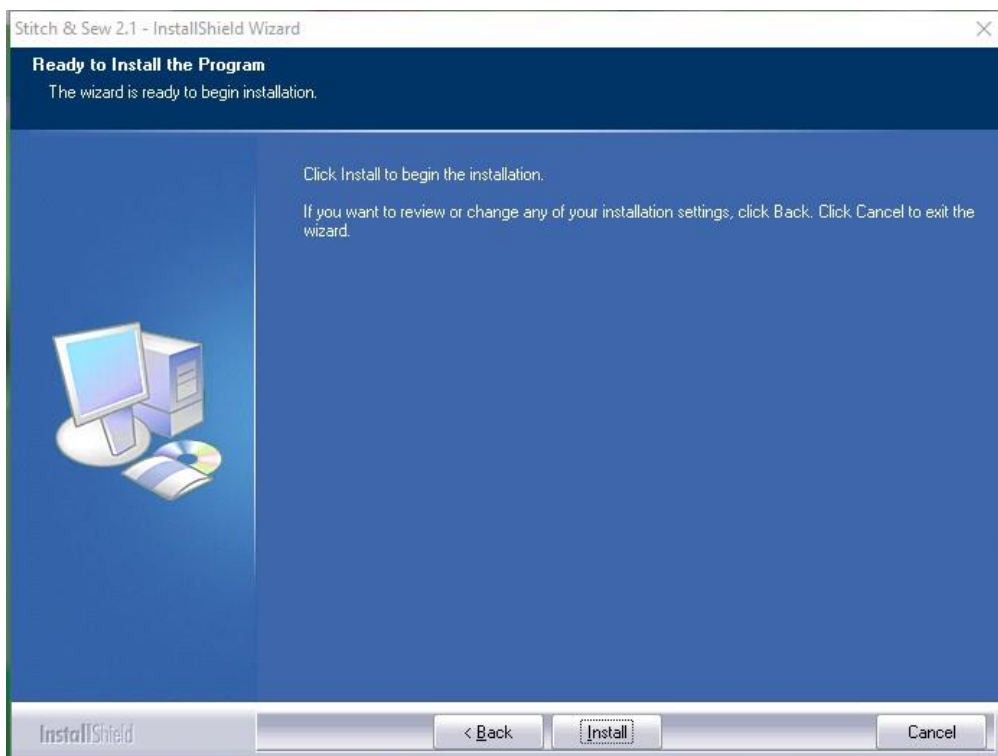 Stitch & Sew 2.1 - InstallShield Wizard
Ready to Install the Program
The wizard is ready to begin installation.
Click Install to begin the installation.
If you want to review or change any of your installation settings, click Back. Click Cancel to exit the
wizard.
InstallShield
< Back
Install
Cancel